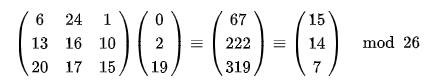 ( 6 24 1 ; 13 16 10 ; 20 17 15 ) ( 0 ; 2 ; 19 ) ≡ ( 67 ; 222 ; 319 ) ≡ ( 15 ; 14 ; 7 ) mod 26